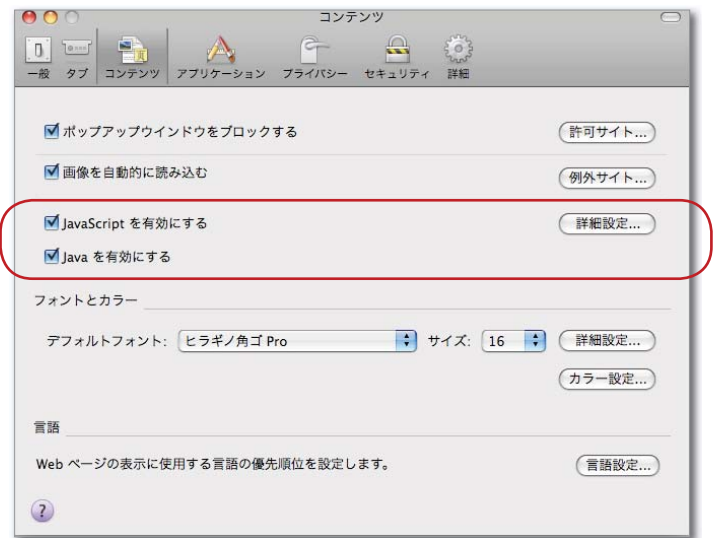 コンテンツ
一般 タブ コンテンツ アプリケーション プライバシー セキュリティ 詳細
ポップアップウインドウをブロックする 許可サイト...
画像を自動的に読み込む 例外サイト...
JavaScript を有効にする 詳細設定...
Java を有効にする
フォントとカラー
デフォルトフォント: ヒラギノ角ゴ Pro サイズ: 16 詳細設定...
カラー設定...
言語
Web ページの表示に使用する言語の優先順位を設定します。 言語設定...
?